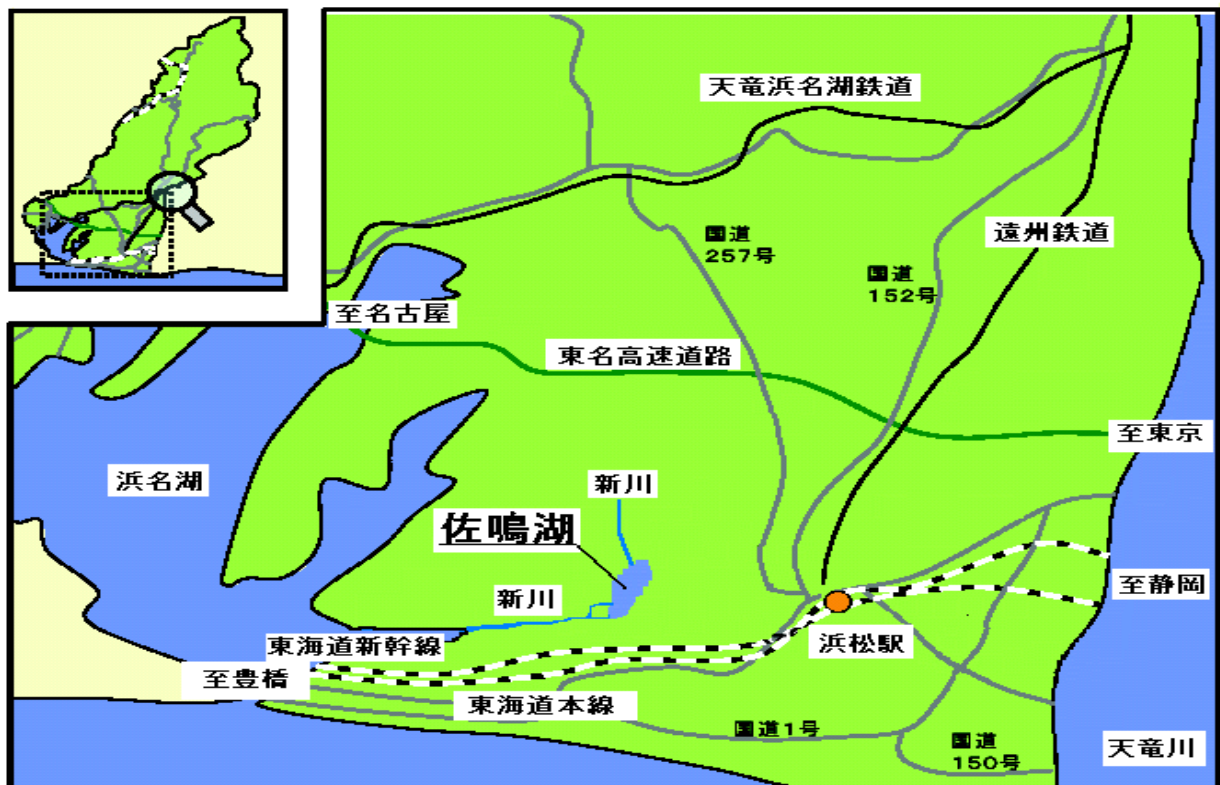 天竜浜名湖鉄道
国道
257号
遠州鉄道
国道
152号
至名古屋
東名高速道路
至東京
浜名湖
新川
佐鳴湖
至静岡
新川
東海道新幹線
浜松駅
至豊橋
東海道本線
国道1号
国道
150号
天竜川